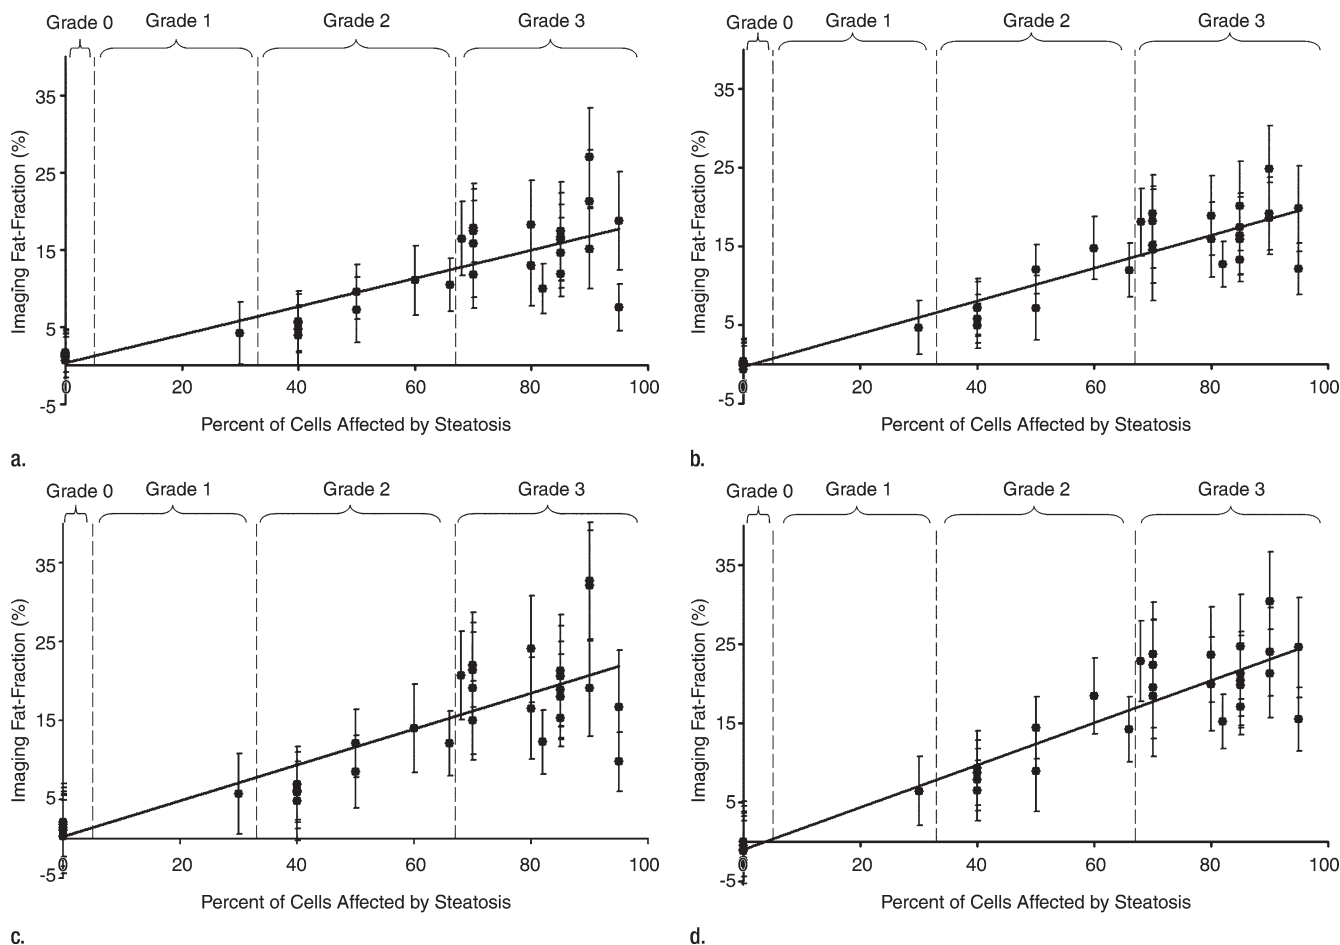 Grade 0 Grade 1 Grade 2 Grade 3
35
25
15
5
-5
0 20 40 60 80 100
Imaging Fat-Fraction (%)
Percent of Cells Affected by Steatosis
a.
Grade 0 Grade 1 Grade 2 Grade 3
35
25
15
5
-5
0 20 40 60 80 100
Imaging Fat-Fraction (%)
Percent of Cells Affected by Steatosis
b.
Grade 0 Grade 1 Grade 2 Grade 3
35
25
15
5
-5
0 20 40 60 80 100
Imaging Fat-Fraction (%)
Percent of Cells Affected by Steatosis
c.
Grade 0 Grade 1 Grade 2 Grade 3
35
25
15
5
-5
0 20 40 60 80 100
Imaging Fat-Fraction (%)
Percent of Cells Affected by Steatosis
d.